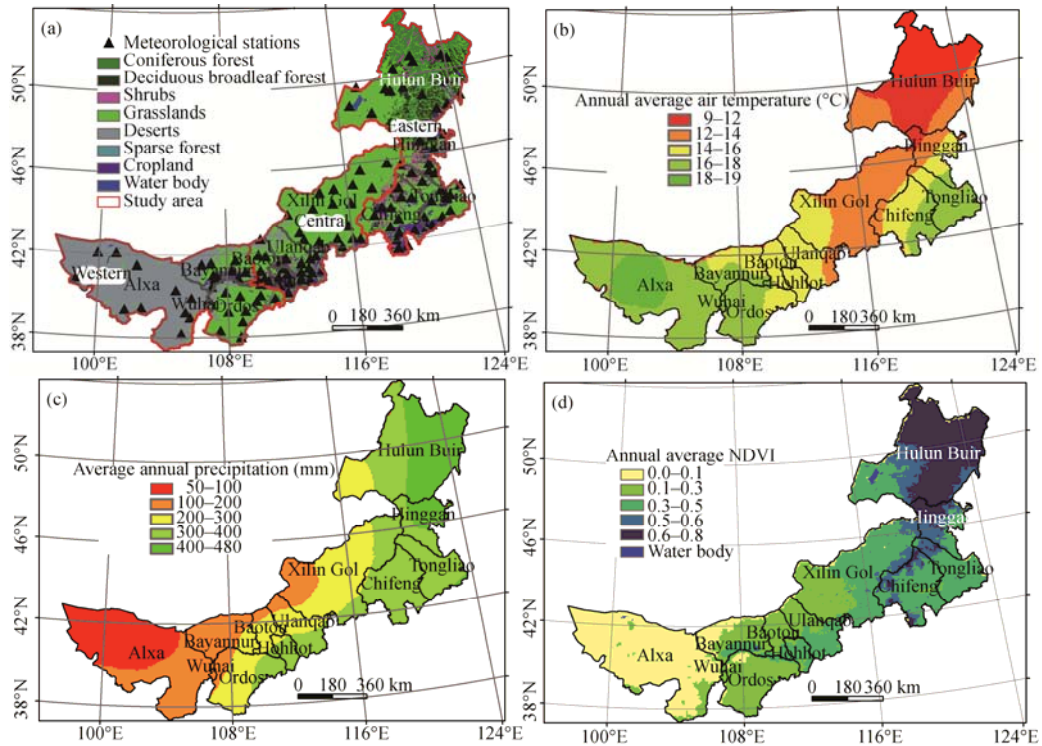 (a)
Meteorological stations
Coniferous forest
Deciduous broadleaf forest
Shrubs
Grasslands
Deserts
Sparse forest
Cropland
Water body
Study area
Hulun Buir
Eastern
Hinggan
Xilin Gol
Tongliao
Chifeng
Central
Ulanqab
Bayannur
Western
Alxa
Ordos
0 180 360 km
50°N
46°N
42°N
38°N
100°E
108°E
116°E
124°E
(b)
Annual average air temperature (°C)
9–12
12–14
14–16
16–18
18–19
Hulun Buir
Hinggan
Xilin Gol
Tongliao
Chifeng
Ulanqab
Baotou
Bayannur
Hohhot
Alxa
Wuhai
Ordos
0 180 360 km
50°N
46°N
42°N
38°N
100°E
108°E
116°E
124°E
(c)
Average annual precipitation (mm)
50–100
100–200
200–300
300–400
400–480
Hulun Buir
Hinggan
Xilin Gol
Tongliao
Chifeng
Ulanqab
Baotou
Bayannur
Hohhot
Alxa
Wuhai
Ordos
0 180 360 km
50°N
46°N
42°N
38°N
100°E
108°E
116°E
124°E
(d)
Annual average NDVI
0.0–0.1
0.1–0.3
0.3–0.5
0.5–0.6
0.6–0.8
Water body
Hulun Buir
Hingga
Xilin Gol
Tongliao
Chifeng
Ulanqab
Baotou
Bayannur
Hohhot
Alxa
Wuhai
Ordos
0 180 360 km
50°N
46°N
42°N
38°N
100°E
108°E
116°E
124°E